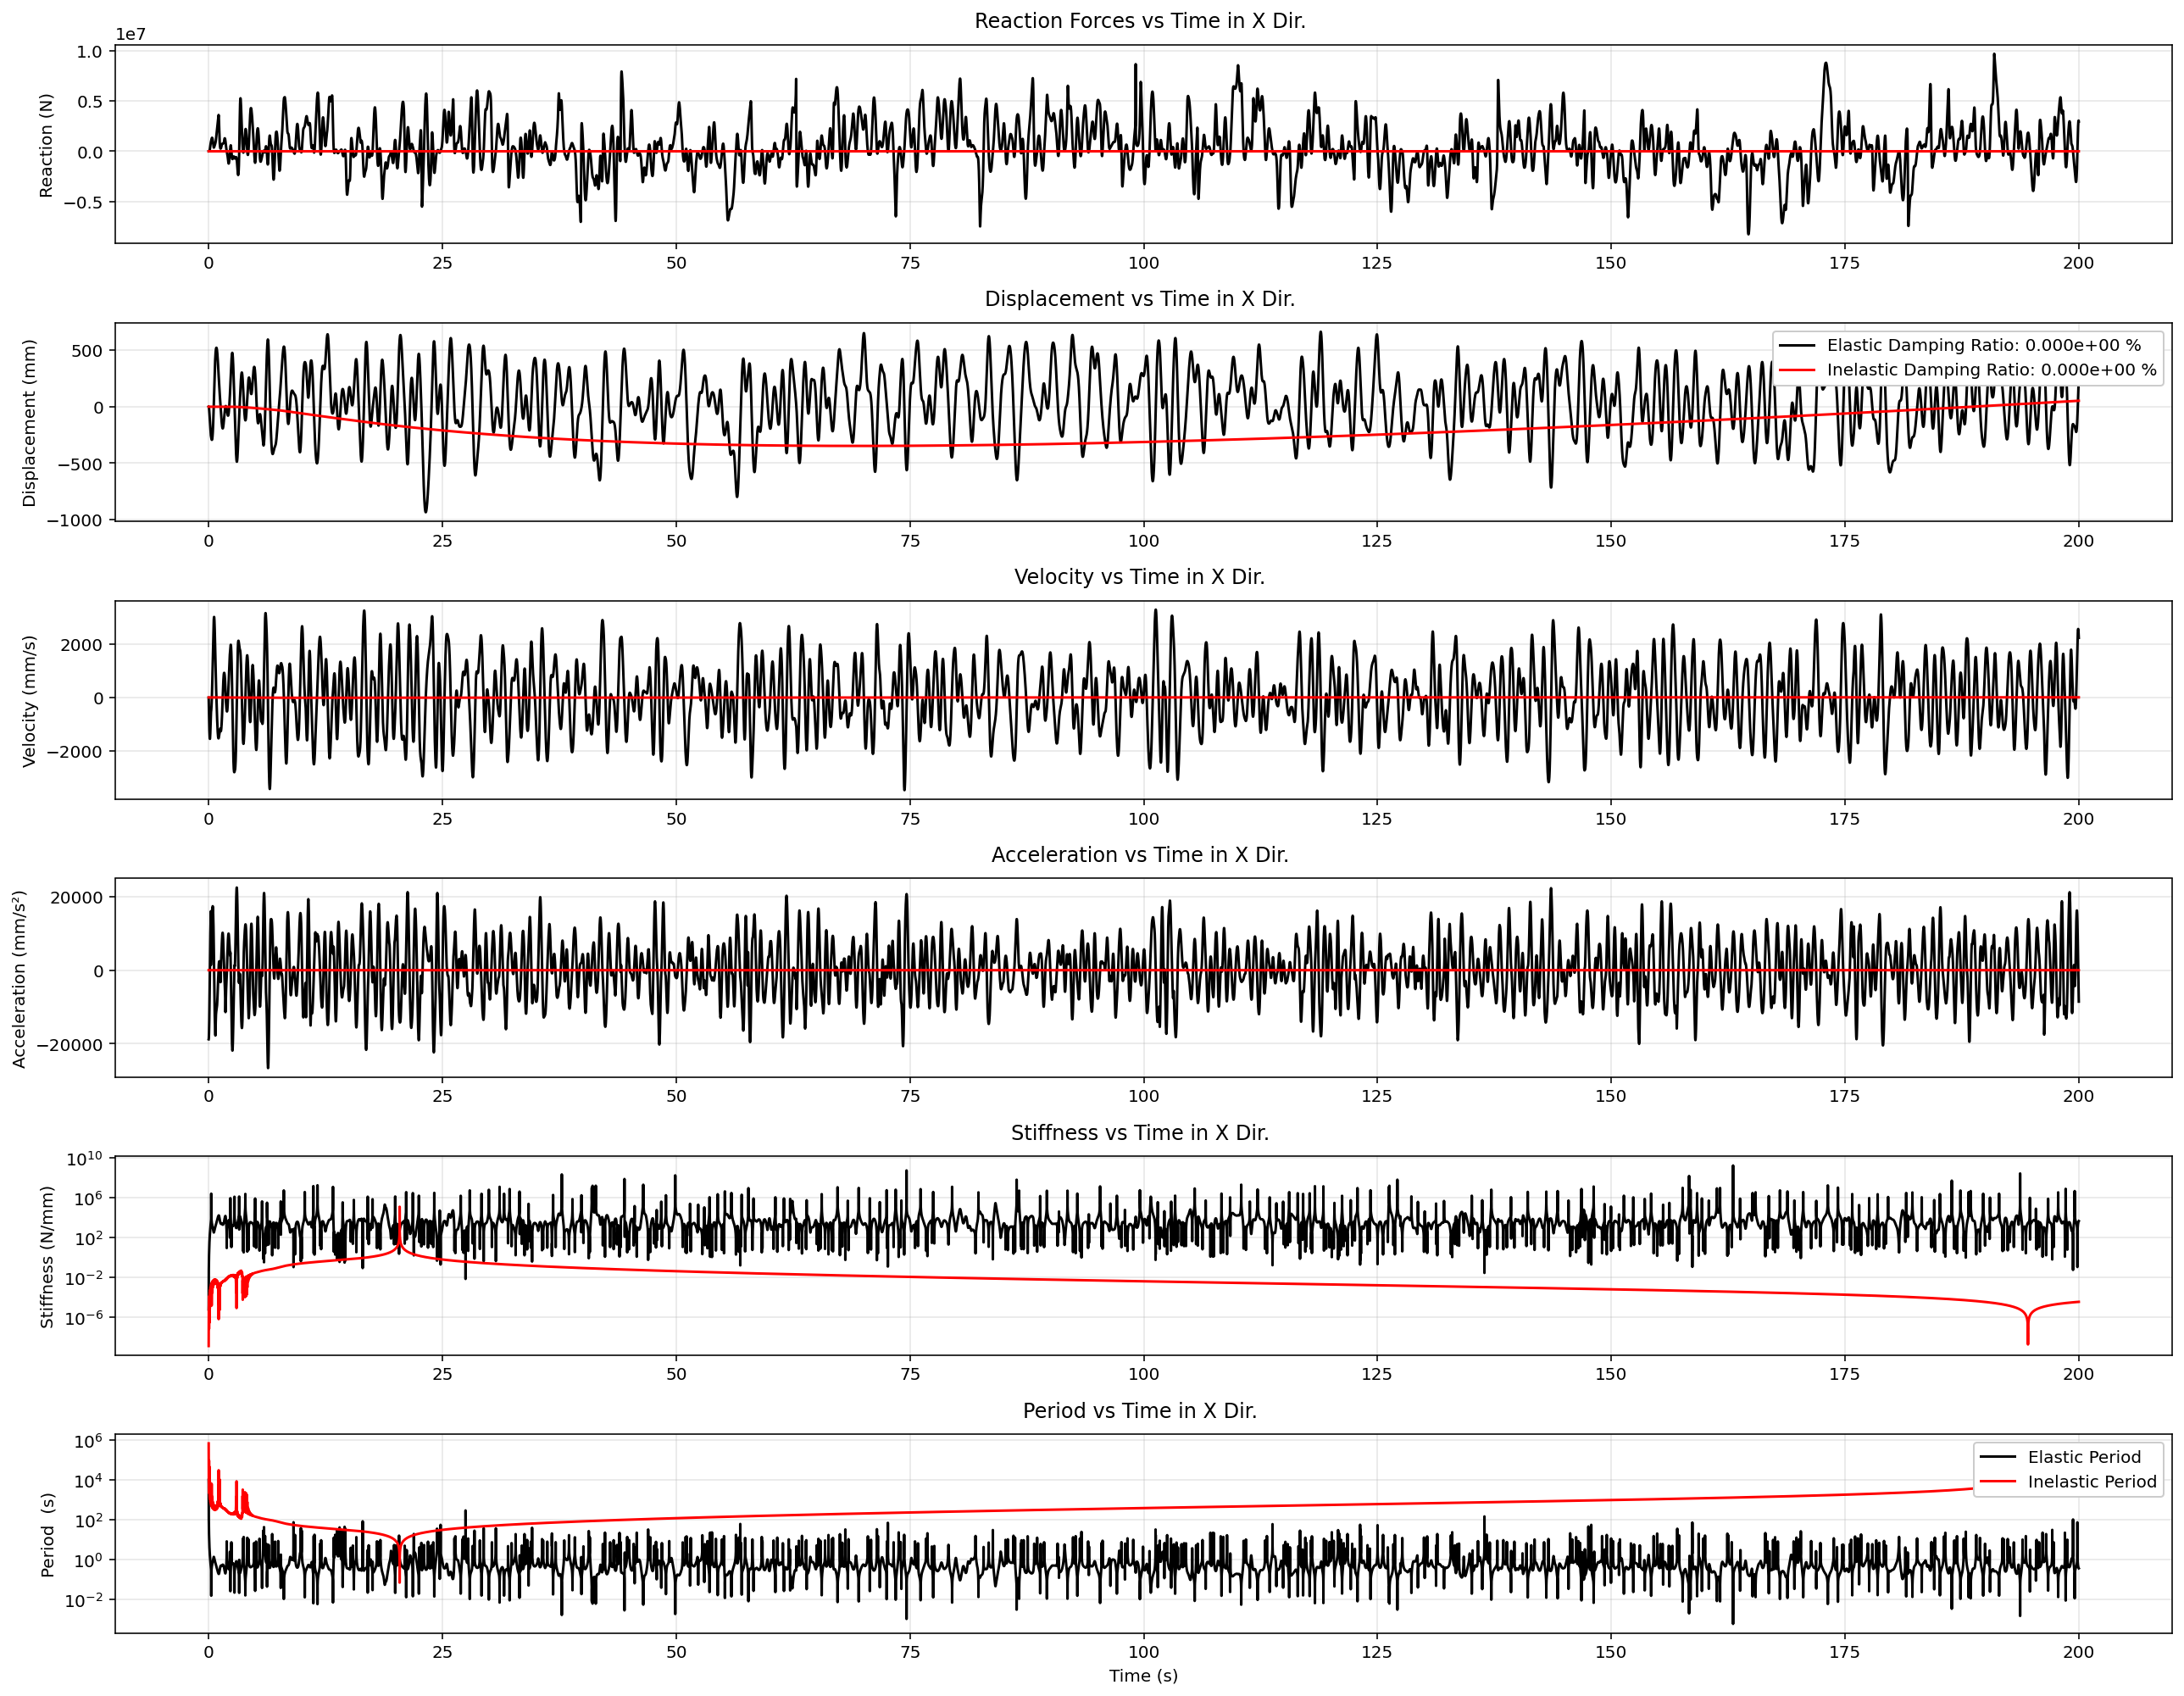 Reaction Forces vs Time in X Dir.
1e7
Reaction (N)
1.0
0.5
0.0
−0.5
0 25 50 75 100 125 150 175 200
Displacement vs Time in X Dir.
Displacement (mm)
500
0
−500
−1000
Elastic Damping Ratio: 0.000e+00 %
Inelastic Damping Ratio: 0.000e+00 %
0 25 50 75 100 125 150 175 200
Velocity vs Time in X Dir.
Velocity (mm/s)
2000
0
−2000
0 25 50 75 100 125 150 175 200
Acceleration vs Time in X Dir.
Acceleration (mm/s²)
20000
0
−20000
0 25 50 75 100 125 150 175 200
Stiffness vs Time in X Dir.
Stiffness (N/mm)
10¹⁰
10⁶
10²
10⁻²
10⁻⁶
0 25 50 75 100 125 150 175 200
Period vs Time in X Dir.
Period (s)
10⁶
10⁴
10²
10⁰
10⁻²
Elastic Period
Inelastic Period
0 25 50 75 100 125 150 175 200
Time (s)